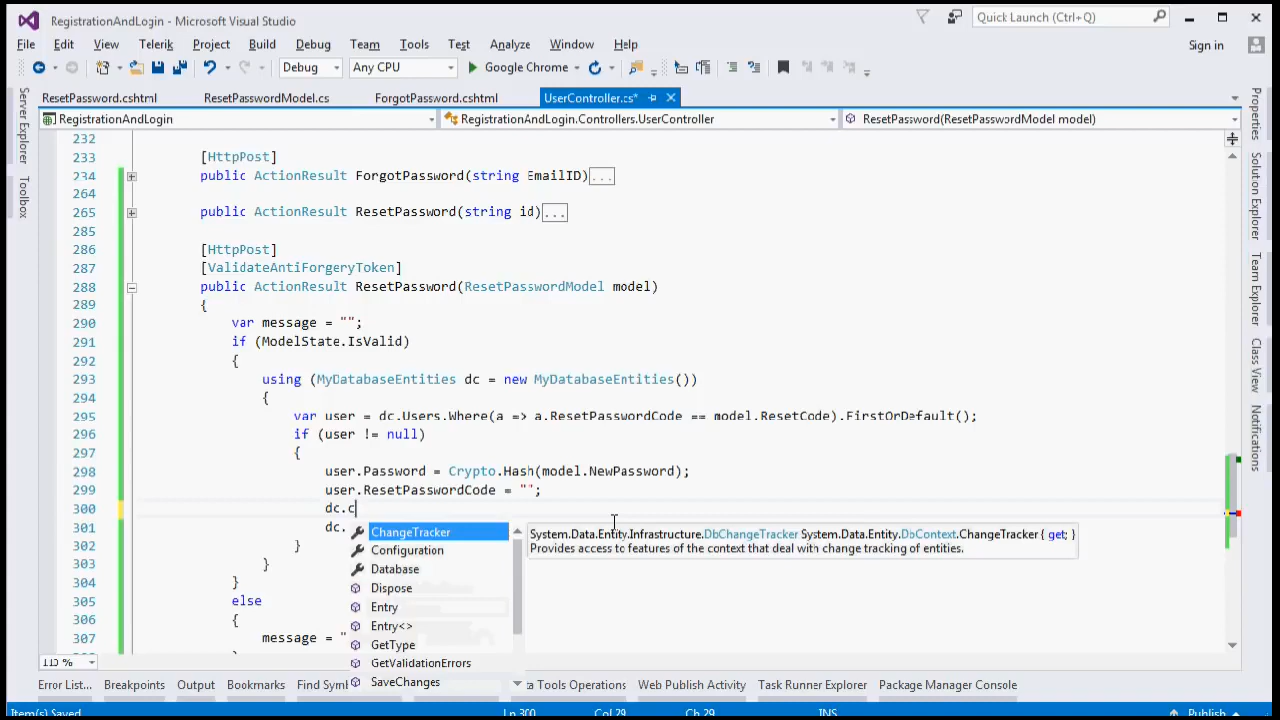 RegistrationAndLogin - Microsoft Visual Studio
Quick Launch (Ctrl+Q)
File Edit View Telerik Project Build Debug Team Tools Test Analyze Window Help
Sign in
Debug Any CPU Google Chrome
ResetPassword.cshtml ResetPasswordModel.cs ForgotPassword.cshtml UserController.cs*
RegistrationAndLogin RegistrationAndLogin.Controllers.UserController ResetPassword(ResetPasswordModel model)
Server Explorer
Toolbox
Properties
Solution Explorer
Team Explorer
Class View
Notifications
232
233 [HttpPost]
234 public ActionResult ForgotPassword(string EmailID)...
264
265 public ActionResult ResetPassword(string id)...
285
286 [HttpPost]
287 [ValidateAntiForgeryToken]
288 public ActionResult ResetPassword(ResetPasswordModel model)
289 {
290 var message = "";
291 if (ModelState.IsValid)
292 {
293 using (MyDatabaseEntities dc = new MyDatabaseEntities())
294 {
295 var user = dc.Users.Where(a => a.ResetPasswordCode == model.ResetCode).FirstOrDefault();
296 if (user != null)
297 {
298 user.Password = Crypto.Hash(model.NewPassword);
299 user.ResetPasswordCode = "";
300 dc.c
301 dc.
302 }
303 }
304 }
305 else
306 {
307 message = "
ChangeTracker
Configuration
Database
Dispose
Entry
Entry<>
GetType
GetValidationErrors
SaveChanges
System.Data.Entity.Infrastructure.DbChangeTracker System.Data.Entity.DbContext.ChangeTracker { get; }
Provides access to features of the context that deal with change tracking of entities.
113 %
Error List... Breakpoints Output Bookmarks Find Sym Tools Operations Web Publish Activity Task Runner Explorer Package Manager Console
Item(s) Saved Ln 300 Col 29 Ch 29 INS Publish